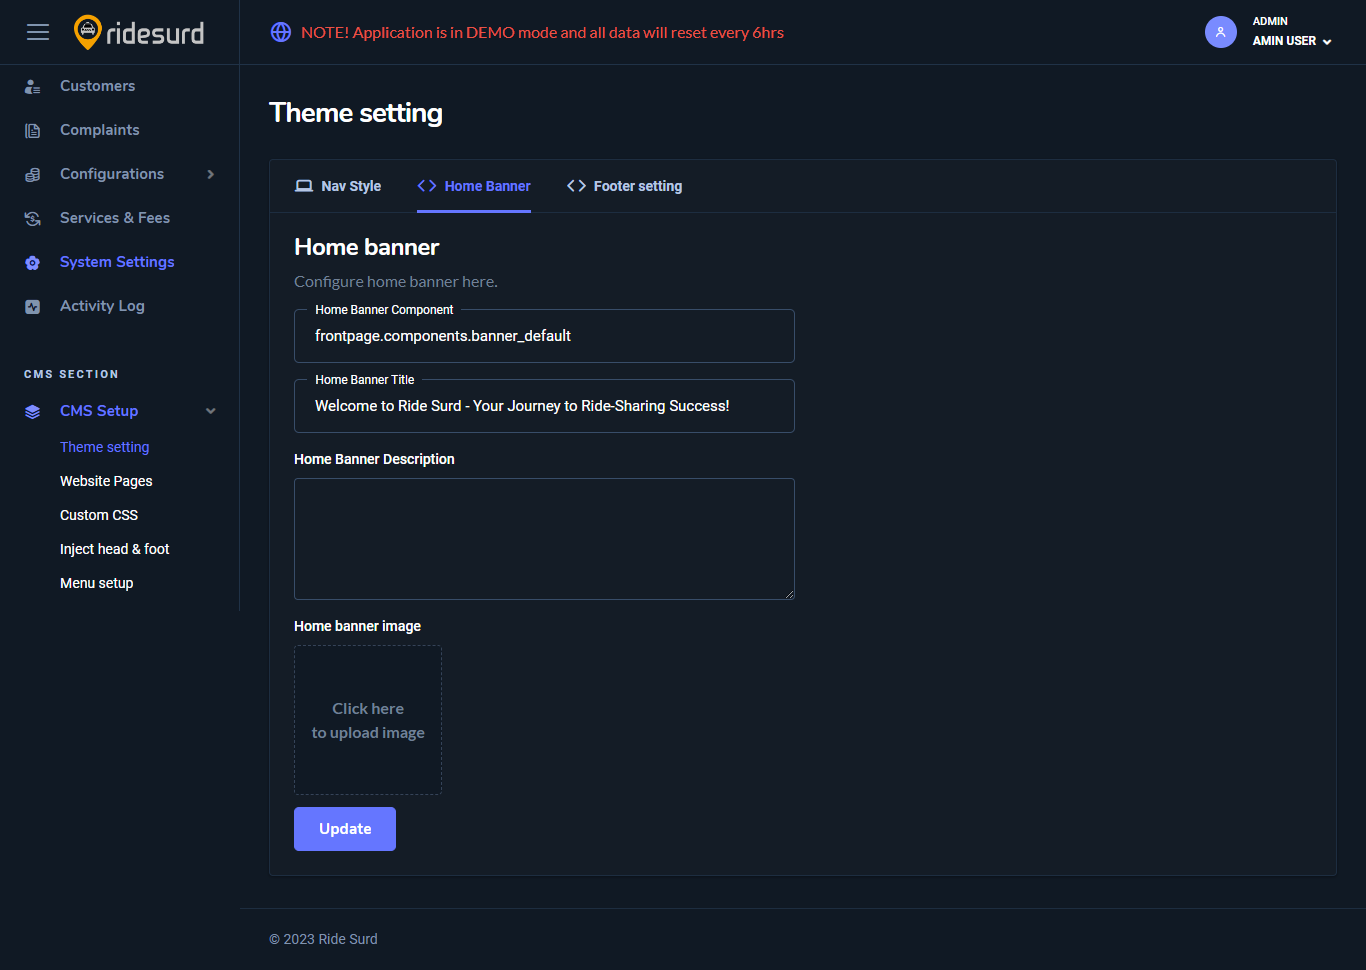 ridesurd
NOTE! Application is in DEMO mode and all data will reset every 6hrs
ADMIN
AMIN USER
Customers
Complaints
Configurations
Services & Fees
System Settings
Activity Log
CMS SECTION
CMS Setup
Theme setting
Website Pages
Custom CSS
Inject head & foot
Menu setup
Theme setting
Nav Style
Home Banner
Footer setting
Home banner
Configure home banner here.
Home Banner Component
frontpage.components.banner_default
Home Banner Title
Welcome to Ride Surd - Your Journey to Ride-Sharing Success!
Home Banner Description
Home banner image
Click here
to upload image
Update
© 2023 Ride Surd